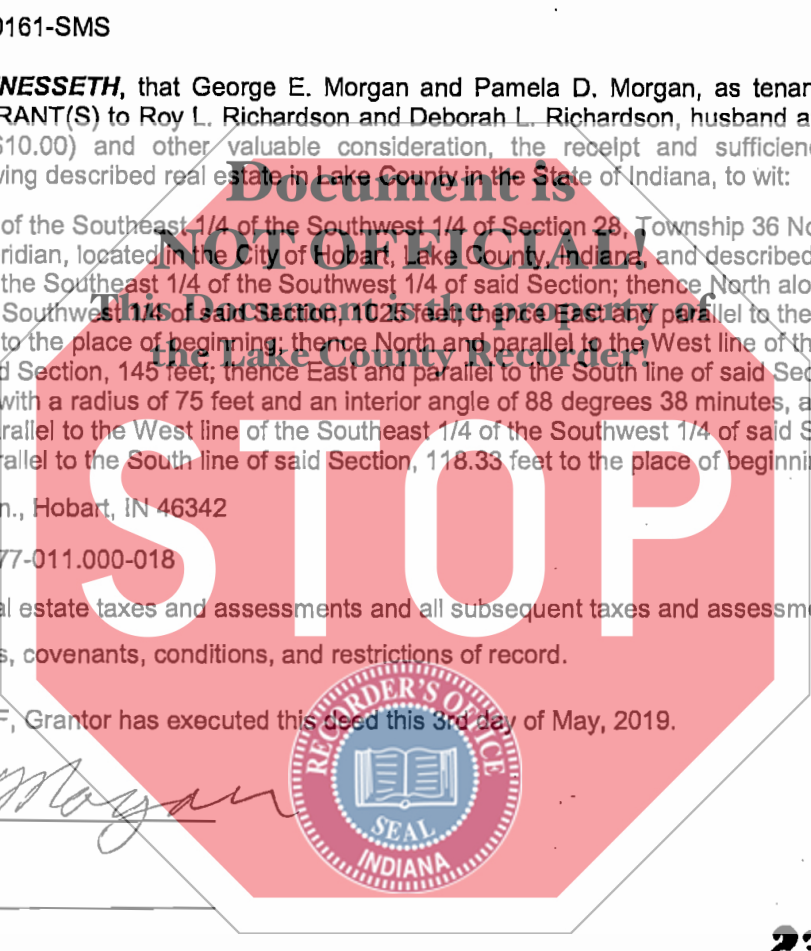 0161-SMS
NESSETH, that George E. Morgan and Pamela D. Morgan, as tenan
RANT(S) to Roy L. Richardson and Deborah L. Richardson, husband a
$10.00) and other valuable consideration, the receipt and sufficienc
ving described real estate in Lake County in the State of Indiana, to wit:
Document is
of the Southeast 1/4 of the Southwest 1/4 of Section 28, Township 36 No
NOT OFFICIAL!
ridian, located in the City of Hobart, Lake County, Indiana, and described
the Southeast 1/4 of the Southwest 1/4 of said Section; thence North alo
This Document is the property of
Southwest 1/4 of said Section, 1025 feet; thence East and parallel to the
to the place of beginning; thence North and parallel to the West line of th
the Lake County Recorder!
d Section, 145 feet; thence East and parallel to the South line of said Sec
with a radius of 75 feet and an interior angle of 88 degrees 38 minutes, a
rallel to the West line of the Southeast 1/4 of the Southwest 1/4 of said S
rallel to the South line of said Section, 118.33 feet to the place of beginnin
STOP
n., Hobart, IN 46342
77-011.000-018
al estate taxes and assessments and all subsequent taxes and assessme
s, covenants, conditions, and restrictions of record.
F, Grantor has executed this deed this 3rd day of May, 2019.
RECORDER'S OFFICE
SEAL
INDIANA
Morgan